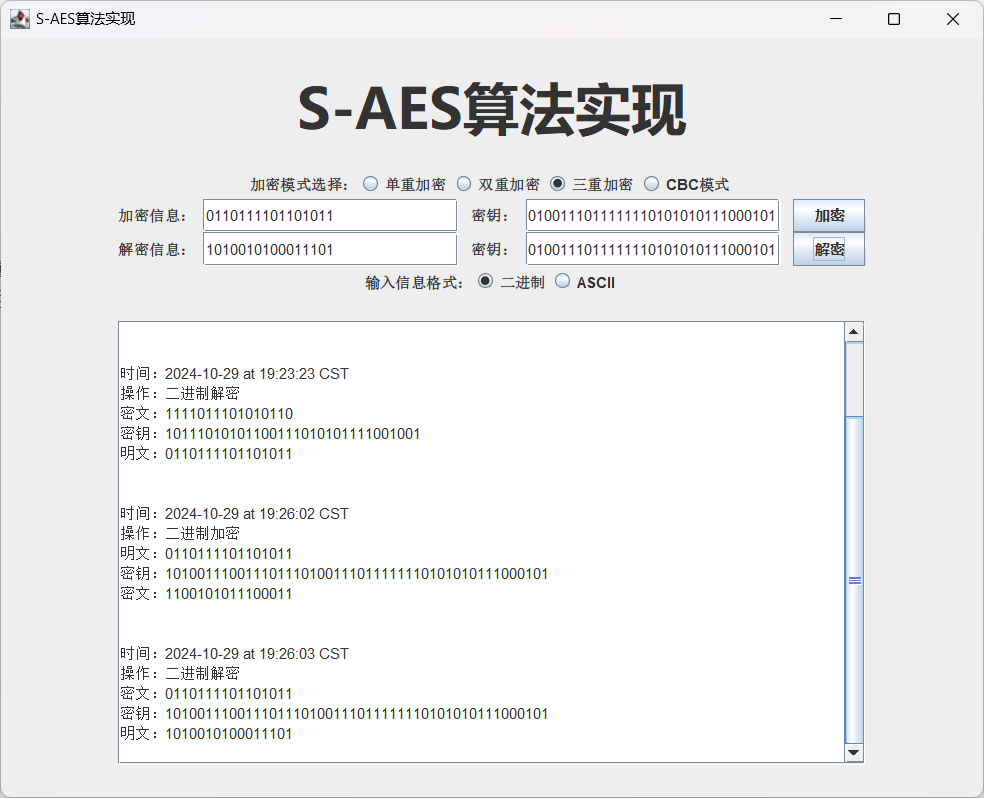 S-AES算法实现
S-AES算法实现
加密模式选择： 单重加密 双重加密 三重加密 CBC模式
加密信息： 0110111101101011 密钥： 0100111011111111010101011​1000101 加密
解密信息： 1010010100011101 密钥： 01001110111111110101010111000101 解密
输入信息格式： 二进制 ASCII
时间：2024-10-29 at 19:23:23 CST
操作：二进制解密
密文：1111011101010110
密钥：10111010101100111010101111001001
明文：0110111101101011
时间：2024-10-29 at 19:26:02 CST
操作：二进制加密
明文：0110111101101011
密钥：101001110011101110100111011111111010​1010111000101
密文：1100101011100011
时间：2024-10-29 at 19:26:03 CST
操作：二进制解密
密文：0110111101101011
密钥：101001110011101110100111011111111010​1010111000101
明文：1010010100011101